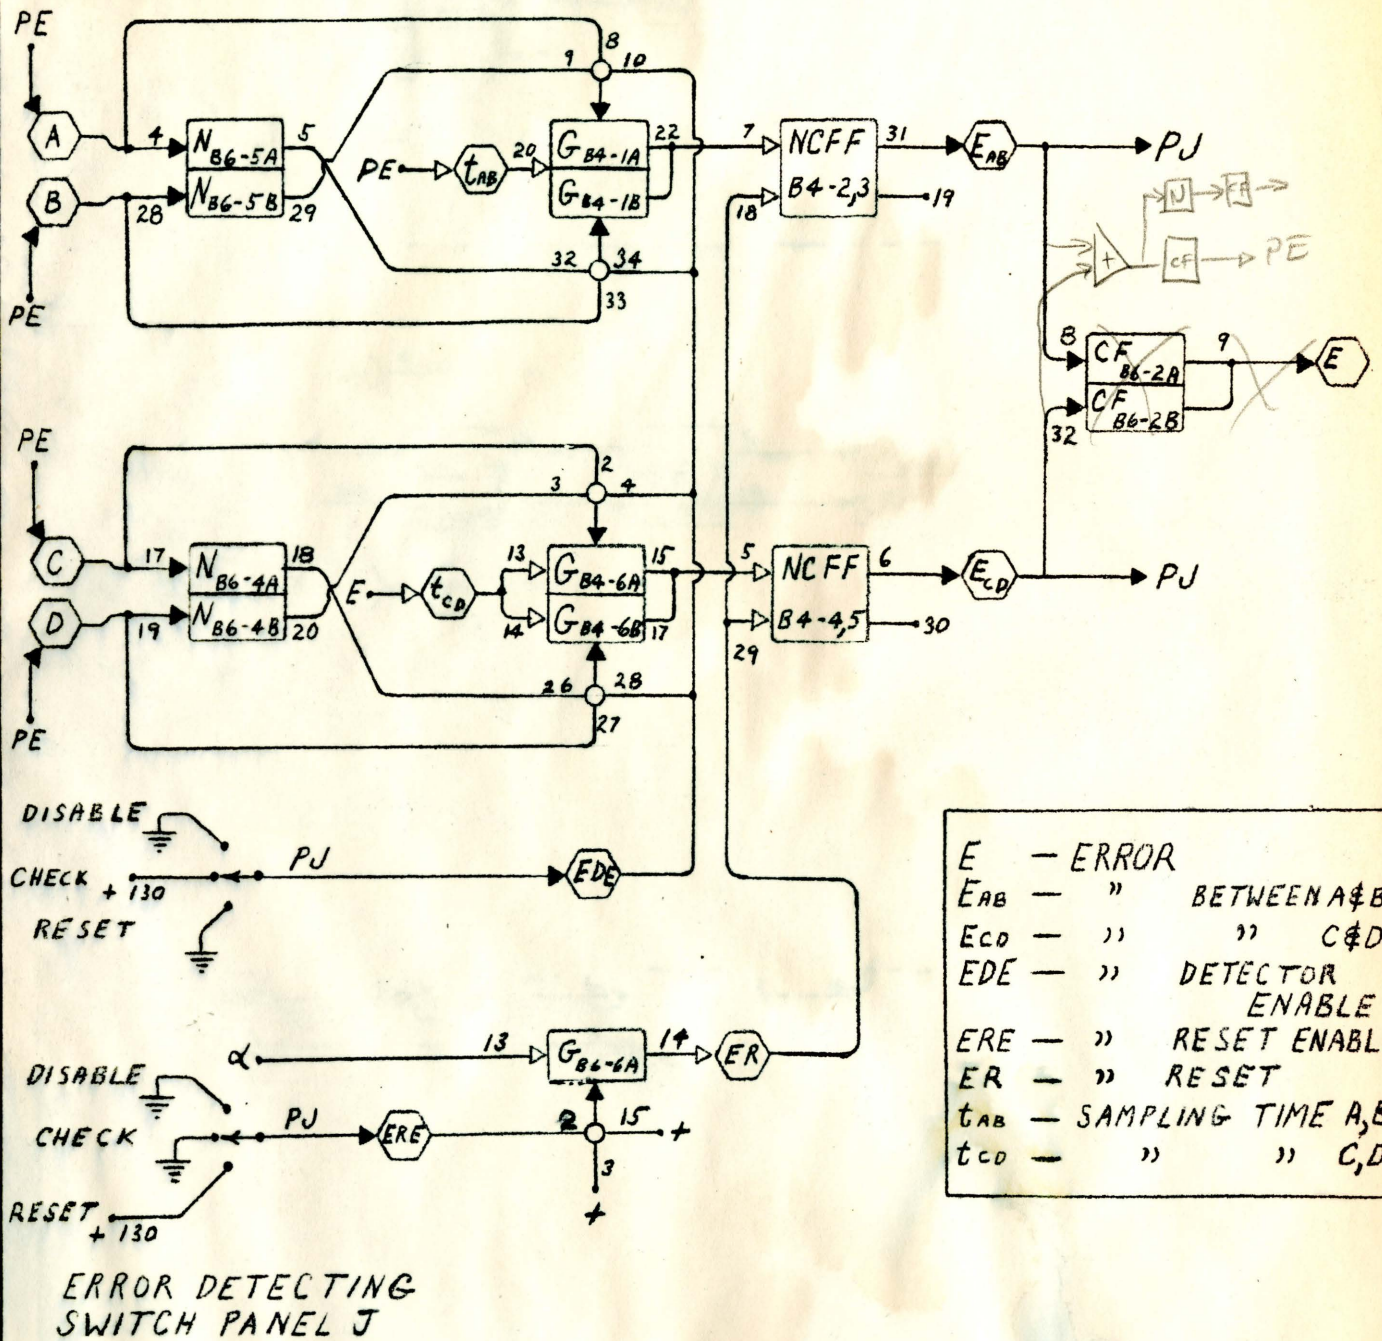 PE
8
9 10
A 4 N B6-5A 5
PE t AB 20 G B4-1A 22
7 NCFF 31 E AB PJ
B N B6-5B
28 29
G B4-1B
18 B4-2,3 19
N CF
32 34
+ CF PE
33
PE
8 CF B6-2A 9 E
32 CF B6-2B
PE
2
3 4
C 17 N B6-4A 18
E t CD 13 G B4-6A 15
5 NCFF 6 E CD PJ
D 19 N B6-4B 20
14 G B4-6B 17
29 B4-4,5 30
26 28
27
PE
DISABLE
CHECK + 130 PJ EDE
RESET
α 13 G B6-6A 14 ER
DISABLE
CHECK PJ ERE 2 15 +
3
RESET + 130 +
ERROR DETECTING
SWITCH PANEL J
E — ERROR
EAB — " BETWEEN A&B
ECD — " " C&D
EDE — " DETECTOR
ENABLE
ERE — " RESET ENABL
ER — " RESET
tAB — SAMPLING TIME A,B
tCD — " " C,D